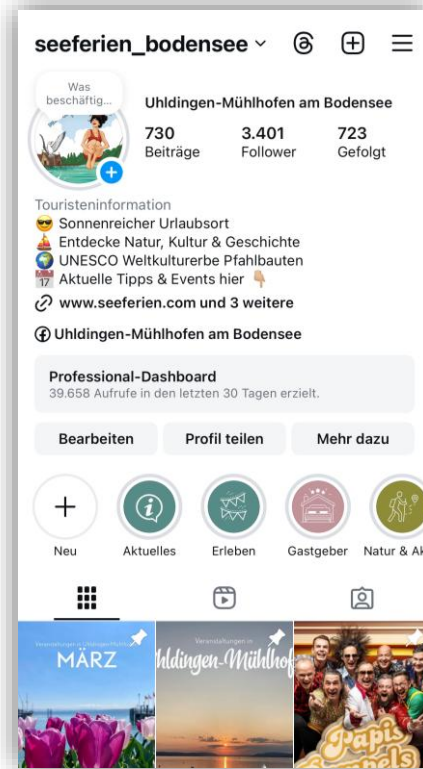 seeferien_bodensee
Was
beschäftig...
Uhldingen-Mühlhofen am Bodensee
730 3.401 723
Beiträge Follower Gefolgt
Touristeninformation
Sonnenreicher Urlaubsort
Entdecke Natur, Kultur & Geschichte
UNESCO Weltkulturerbe Pfahlbauten
17 Aktuelle Tipps & Events hier
www.seeferien.com und 3 weitere
Uhldingen-Mühlhofen am Bodensee
Professional-Dashboard
39.658 Aufrufe in den letzten 30 Tagen erzielt.
Bearbeiten Profil teilen Mehr dazu
Neu Aktuelles Erleben Gastgeber Natur & Ak
Veranstaltungen in Uhldingen-Mühlhofen
MÄRZ
Veranstaltungen in
hldingen-Mühlhof
Papis